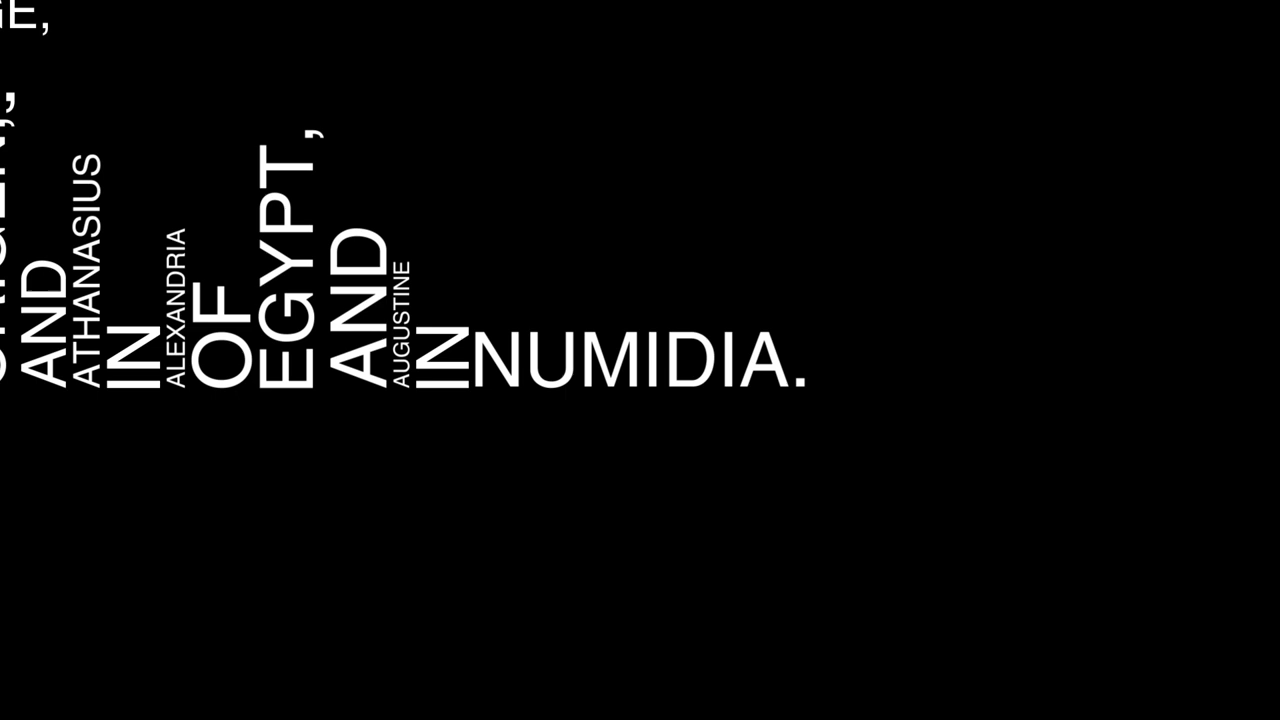 AND
ATHANASIUS
IN
ALEXANDRIA
OF
EGYPT,
AND
AUGUSTINE
IN
NUMIDIA.